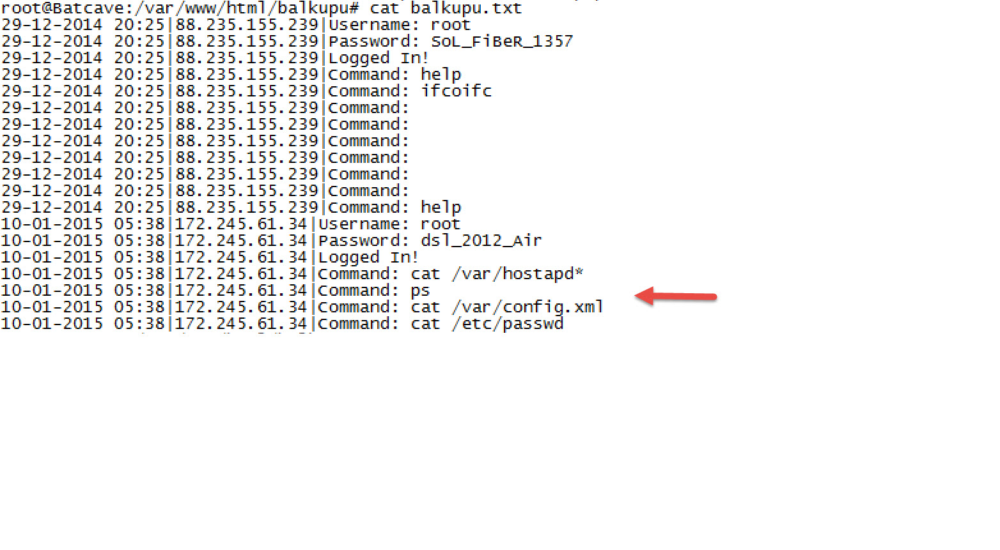 root@Batcave:/var/www/html/balkupu# cat balkupu.txt
29-12-2014 20:25|88.235.155.239|Username: root
29-12-2014 20:25|88.235.155.239|Password: SoL_FiBeR_1357
29-12-2014 20:25|88.235.155.239|Logged In!
29-12-2014 20:25|88.235.155.239|Command: help
29-12-2014 20:25|88.235.155.239|Command: ifcoifc
29-12-2014 20:25|88.235.155.239|Command:
29-12-2014 20:25|88.235.155.239|Command:
29-12-2014 20:25|88.235.155.239|Command:
29-12-2014 20:25|88.235.155.239|Command:
29-12-2014 20:25|88.235.155.239|Command:
29-12-2014 20:25|88.235.155.239|Command:
29-12-2014 20:25|88.235.155.239|Command: help
10-01-2015 05:38|172.245.61.34|Username: root
10-01-2015 05:38|172.245.61.34|Password: dsl_2012_Air
10-01-2015 05:38|172.245.61.34|Logged In!
10-01-2015 05:38|172.245.61.34|Command: cat /var/hostapd*
10-01-2015 05:38|172.245.61.34|Command: ps
10-01-2015 05:38|172.245.61.34|Command: cat /var/config.xml
10-01-2015 05:38|172.245.61.34|Command: cat /etc/passwd